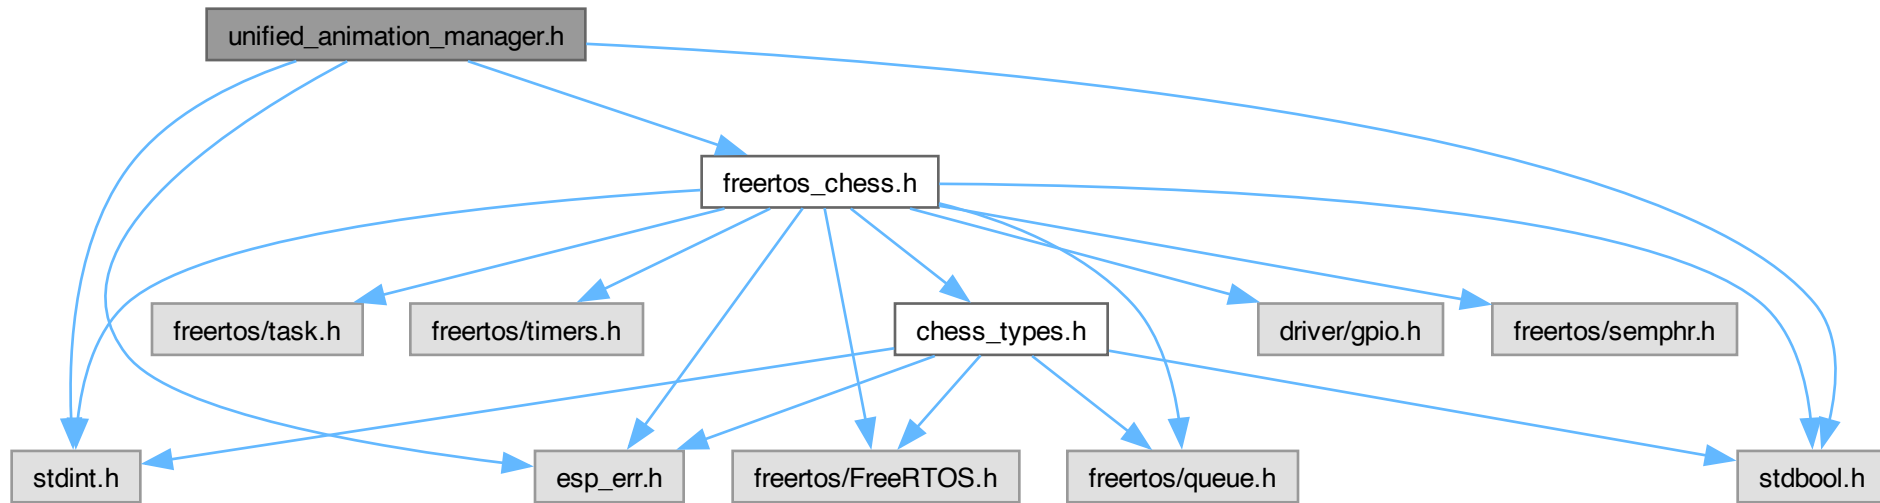 unified_animation_manager.h
freertos_chess.h
freertos/task.h
freertos/timers.h
chess_types.h
driver/gpio.h
freertos/semphr.h
stdint.h
esp_err.h
freertos/FreeRTOS.h
freertos/queue.h
stdbool.h